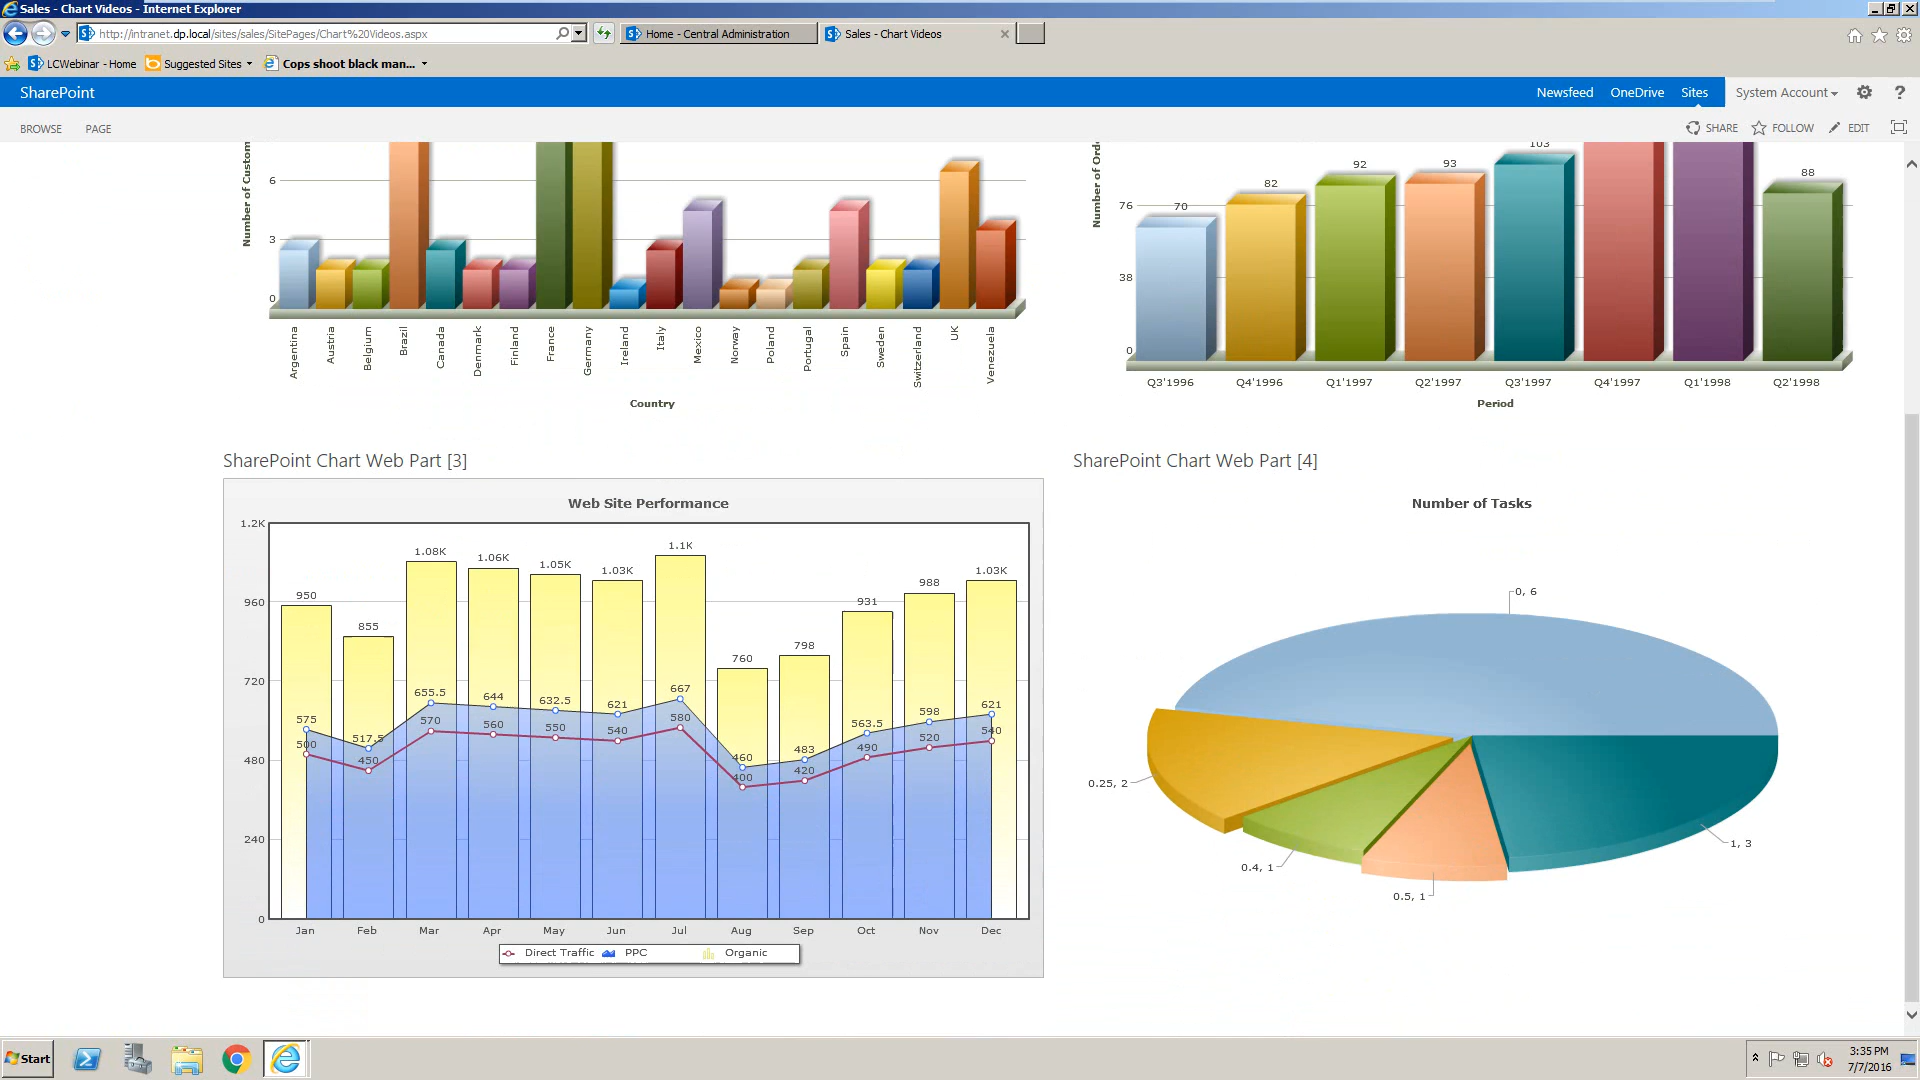 Sales - Chart Videos - Internet Explorer
http://intranet.dp.local/sites/sales/SitePages/Chart%20Videos.aspx
Home - Central Administration
Sales - Chart Videos
LCWebinar - Home
Suggested Sites
Cops shoot black man...
SharePoint
Newsfeed
OneDrive
Sites
System Account
?
BROWSE
PAGE
SHARE
FOLLOW
EDIT
Number of Custom
6
3
0
Argentina
Austria
Belgium
Brazil
Canada
Denmark
Finland
France
Germany
Ireland
Italy
Mexico
Norway
Poland
Portugal
Spain
Sweden
Switzerland
UK
Venezuela
Country
Number of Ord
76
38
0
70
82
92
93
103
88
Q3'1996
Q4'1996
Q1'1997
Q2'1997
Q3'1997
Q4'1997
Q1'1998
Q2'1998
Period
SharePoint Chart Web Part [3]
Web Site Performance
1.2K
960
720
480
240
0
950
855
1.08K
1.06K
1.05K
1.03K
1.1K
760
798
931
988
1.03K
575
517.5
655.5
644
632.5
621
667
460
483
563.5
598
621
500
450
570
560
550
540
580
400
420
490
520
540
Jan
Feb
Mar
Apr
May
Jun
Jul
Aug
Sep
Oct
Nov
Dec
Direct Traffic
PPC
Organic
SharePoint Chart Web Part [4]
Number of Tasks
0, 6
0.25, 2
0.4, 1
0.5, 1
1, 3
Start
3:35 PM
7/7/2016